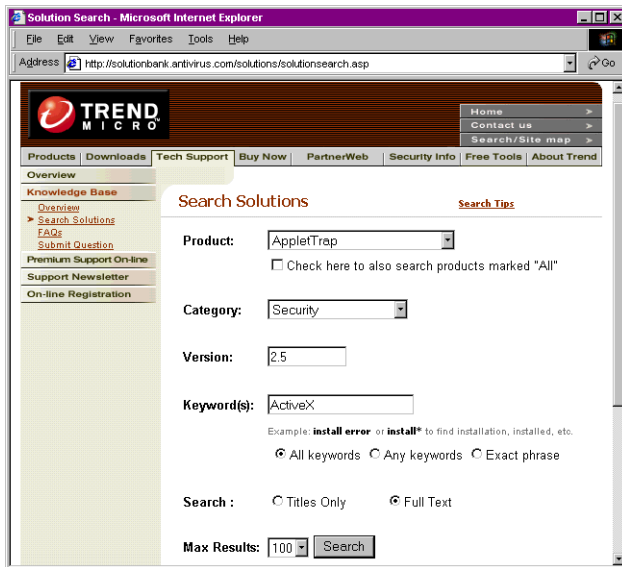 Solution Search - Microsoft Internet Explorer
File Edit View Favorites Tools Help
Address http://solutionbank.antivirus.com/solutions/solutionsearch.asp Go
TREND
MICRO
Home >
Contact us >
Search/Site map >
Products Downloads Tech Support Buy Now PartnerWeb Security Info Free Tools About Trend
Overview
Knowledge Base
Overview
Search Solutions
FAQs
Submit Question
Premium Support On-line
Support Newsletter
On-line Registration
Search Solutions Search Tips
Product: AppletTrap
Check here to also search products marked "All"
Category: Security
Version: 2.5
Keyword(s): ActiveX
Example: install error or install* to find installation, installed, etc.
All keywords Any keywords Exact phrase
Search : Titles Only Full Text
Max Results: 100 Search